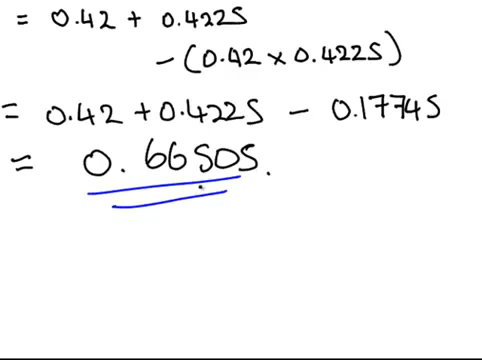 = 0.42 + 0.4225
- (0.42 × 0.4225)
= 0.42 + 0.4225 - 0.17745
= 0.66505.